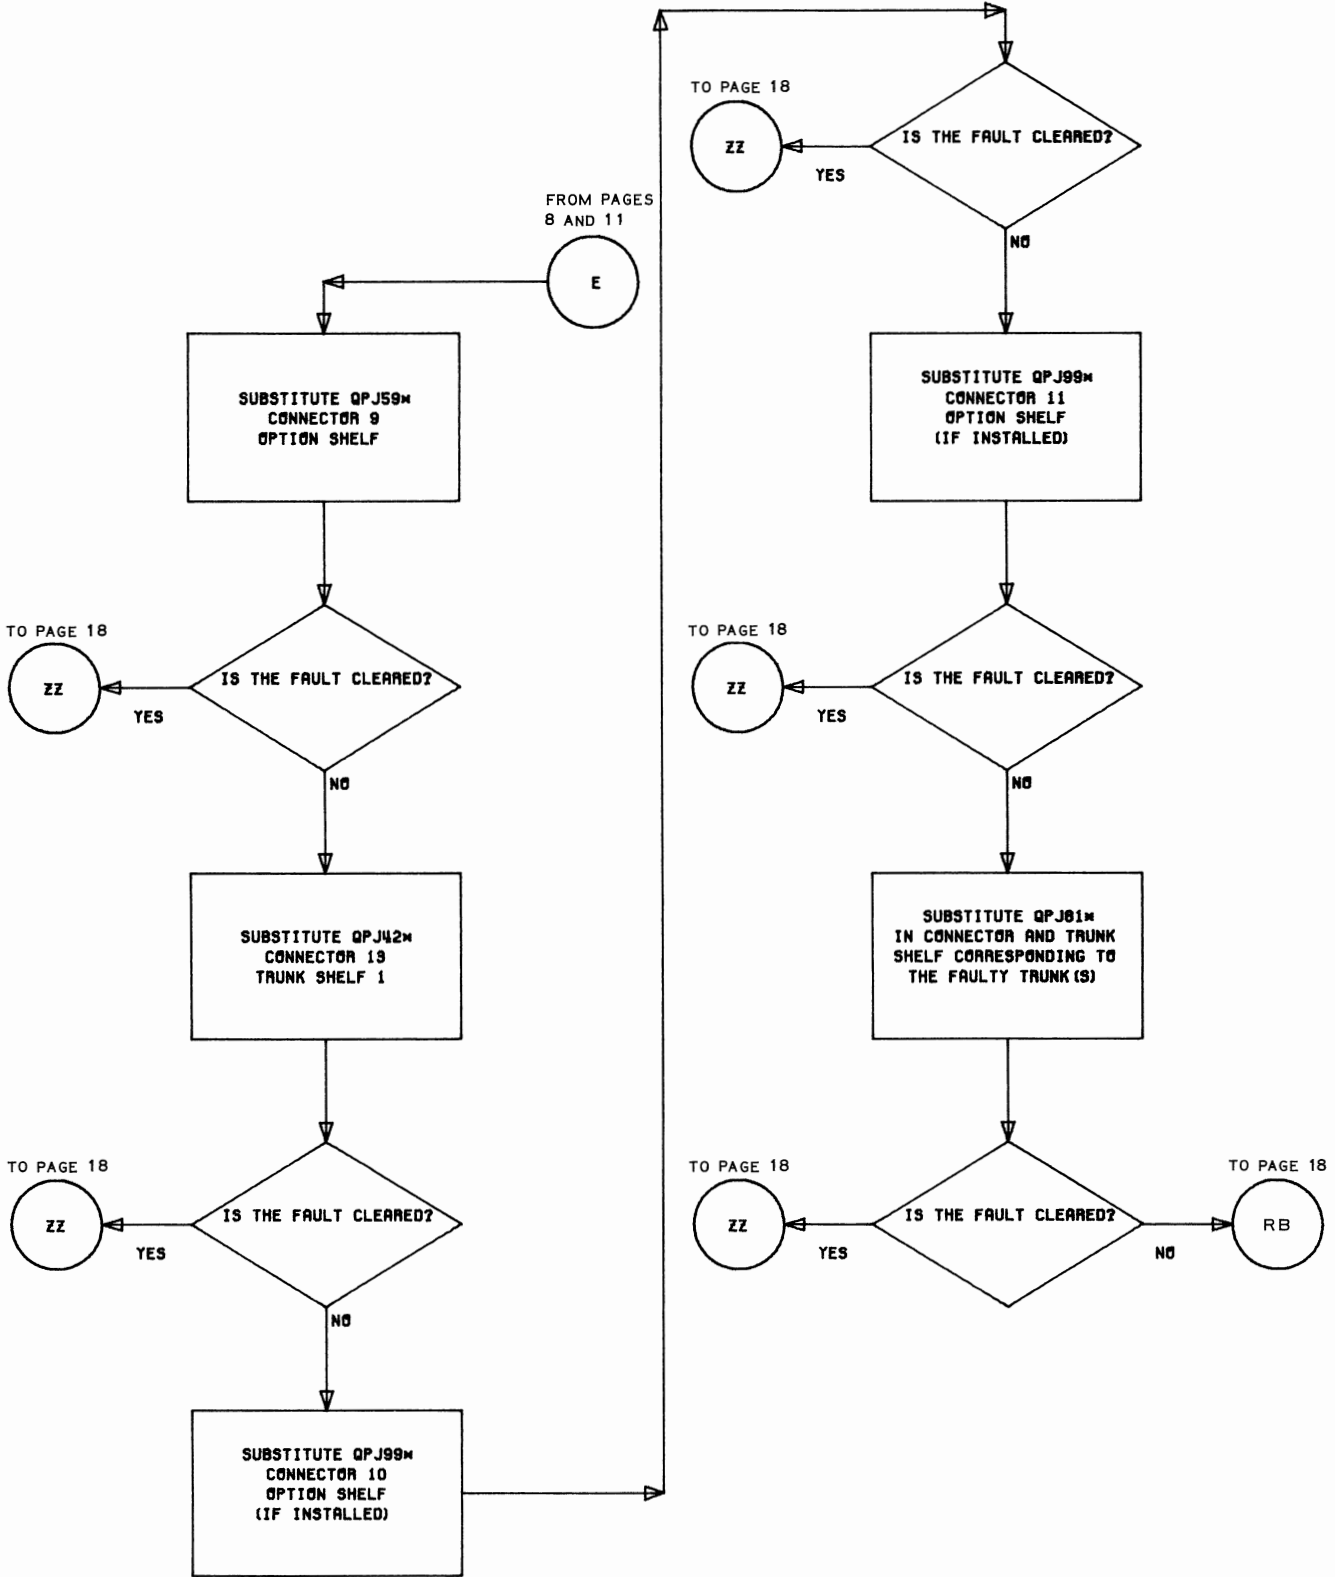 FROM PAGES
8 AND 11
E
SUBSTITUTE QPJ59*
CONNECTOR 9
OPTION SHELF
IS THE FAULT CLEARED?
YES
TO PAGE 18
ZZ
NO
SUBSTITUTE QPJ42*
CONNECTOR 13
TRUNK SHELF 1
IS THE FAULT CLEARED?
YES
TO PAGE 18
ZZ
NO
SUBSTITUTE QPJ99*
CONNECTOR 10
OPTION SHELF
(IF INSTALLED)
IS THE FAULT CLEARED?
YES
TO PAGE 18
ZZ
NO
SUBSTITUTE QPJ99*
CONNECTOR 11
OPTION SHELF
(IF INSTALLED)
IS THE FAULT CLEARED?
YES
TO PAGE 18
ZZ
NO
SUBSTITUTE QPJ61*
IN CONNECTOR AND TRUNK
SHELF CORRESPONDING TO
THE FAULTY TRUNK(S)
IS THE FAULT CLEARED?
YES
TO PAGE 18
ZZ
NO
TO PAGE 18
RB